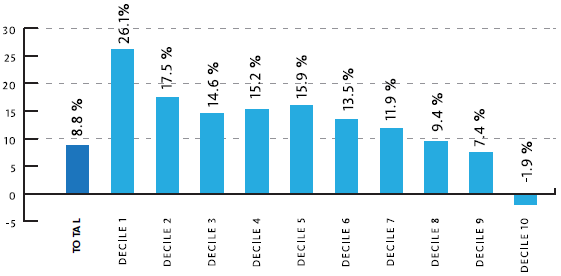 30
25
20
15
10
5
0
-5
8.8 %
26.1%
17.5 %
14.6 %
15.2 %
15.9 %
13.5 %
11.9 %
9.4 %
7.4 %
-1.9 %
TOTAL
DECILE 1
DECILE 2
DECILE 3
DECILE 4
DECILE 5
DECILE 6
DECILE 7
DECILE 8
DECILE 9
DECILE 10